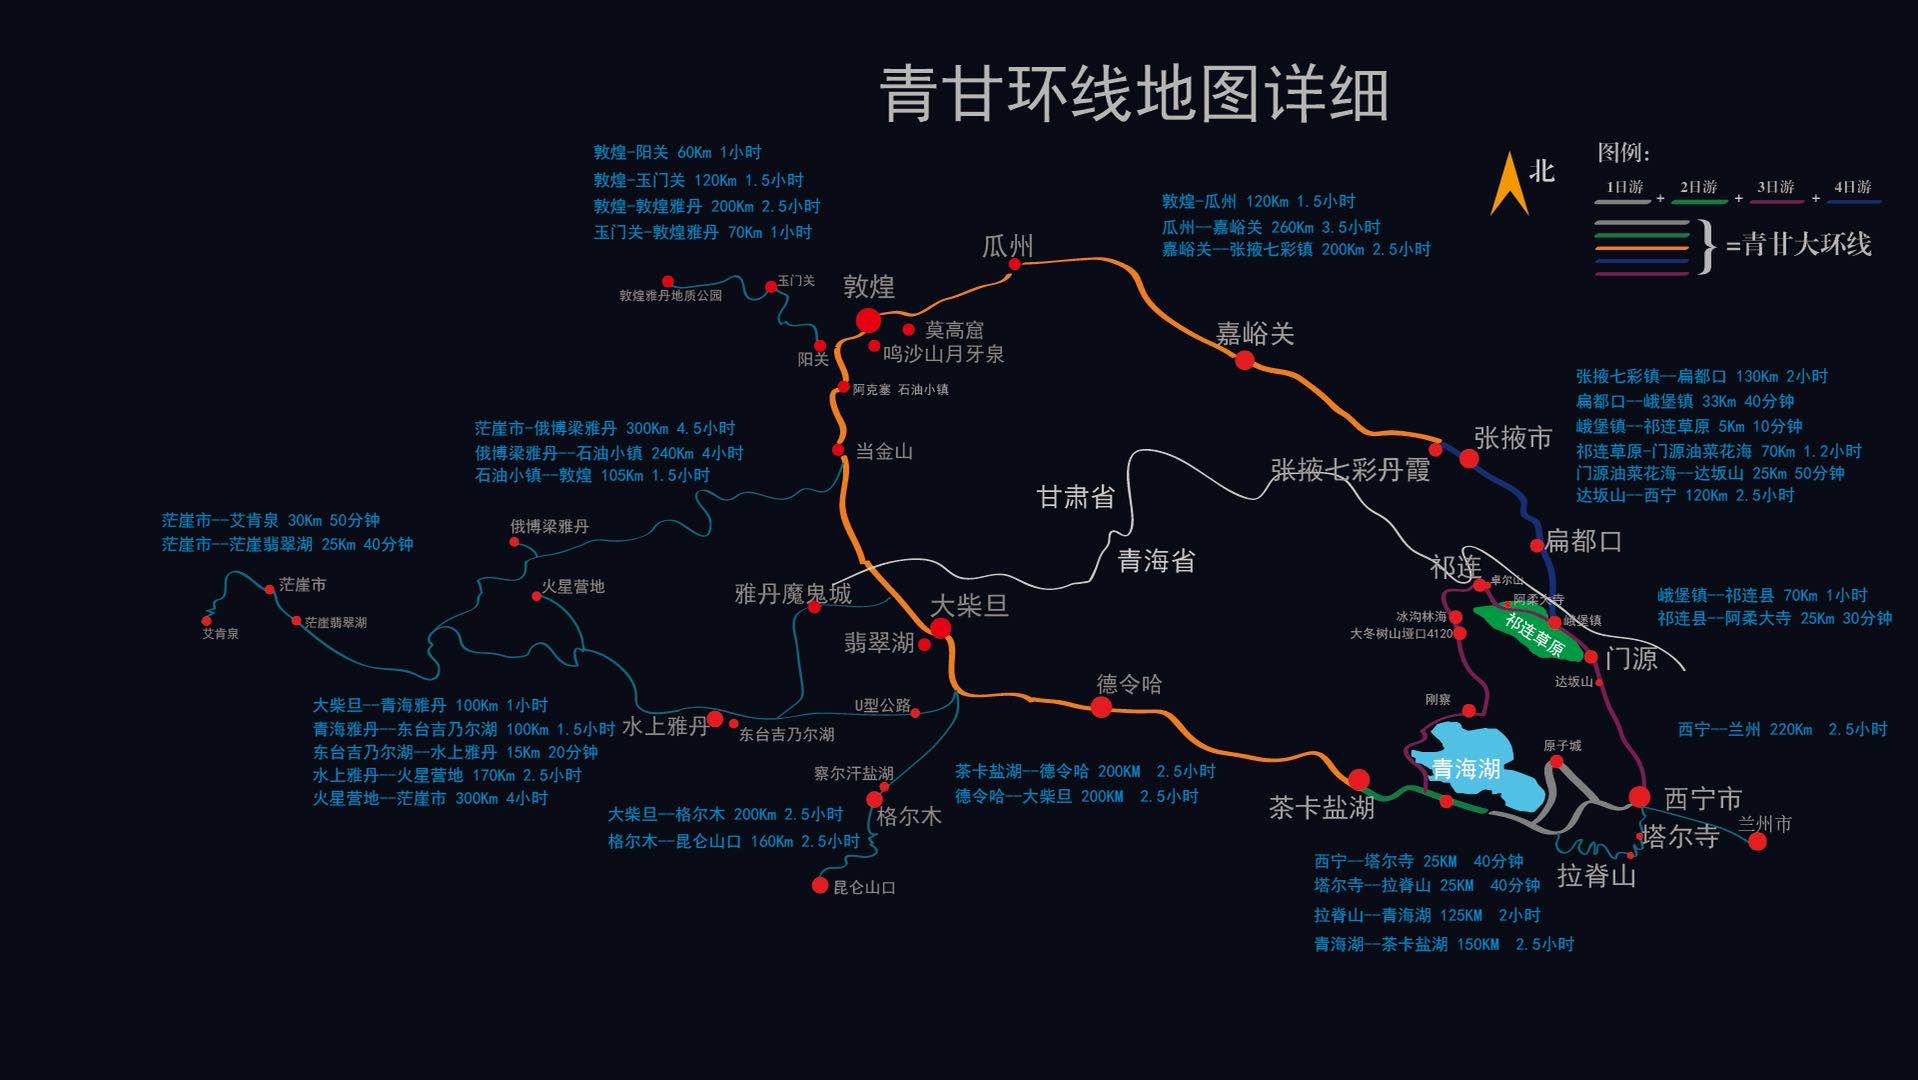 青甘环线地图详细
北
图例:
1日游 + 2日游 + 3日游 + 4日游
}=青甘大环线
敦煌-阳关 60Km 1小时
敦煌-玉门关 120Km 1.5小时
敦煌-敦煌雅丹 200Km 2.5小时
玉门关-敦煌雅丹 70Km 1小时
敦煌-瓜州 120Km 1.5小时
瓜州--嘉峪关 260Km 3.5小时
嘉峪关--张掖七彩镇 200Km 2.5小时
瓜州
敦煌
玉门关
敦煌雅丹地质公园
莫高窟
鸣沙山月牙泉
阳关
嘉峪关
阿克塞 石油小镇
张掖七彩镇--扁都口 130Km 2小时
扁都口--峨堡镇 33Km 40分钟
峨堡镇--祁连草原 5Km 10分钟
祁连草原-门源油菜花海 70Km 1.2小时
门源油菜花海--达坂山 25Km 50分钟
达坂山--西宁 120Km 2.5小时
茫崖市-俄博梁雅丹 300Km 4.5小时
俄博梁雅丹--石油小镇 240Km 4小时
石油小镇--敦煌 105Km 1.5小时
当金山
张掖市
张掖七彩丹霞
甘肃省
青海省
茫崖市--艾肯泉 30Km 50分钟
茫崖市--茫崖翡翠湖 25Km 40分钟
俄博梁雅丹
扁都口
祁连
卓尔山
阿柔大寺
茫崖市
火星营地
雅丹魔鬼城
大柴旦
峨堡镇--祁连县 70Km 1小时
祁连县--阿柔大寺 25Km 30分钟
艾肯泉
茫崖翡翠湖
翡翠湖
冰沟林海
大冬树山垭口4120
祁连草原
峨堡镇
门源
达坂山
德令哈
刚察
大柴旦--青海雅丹 100Km 1小时
青海雅丹--东台吉乃尔湖 100Km 1.5小时
东台吉乃尔湖--水上雅丹 15Km 20分钟
水上雅丹--火星营地 170Km 2.5小时
火星营地--茫崖市 300Km 4小时
水上雅丹
U型公路
东台吉乃尔湖
西宁--兰州 220Km 2.5小时
原子城
青海湖
察尔汗盐湖
茶卡盐湖--德令哈 200KM 2.5小时
德令哈--大柴旦 200KM 2.5小时
大柴旦--格尔木 200Km 2.5小时
格尔木--昆仑山口 160Km 2.5小时
格尔木
茶卡盐湖
西宁市
兰州市
塔尔寺
拉脊山
昆仑山口
西宁--塔尔寺 25KM 40分钟
塔尔寺--拉脊山 25KM 40分钟
拉脊山--青海湖 125KM 2小时
青海湖--茶卡盐湖 150KM 2.5小时